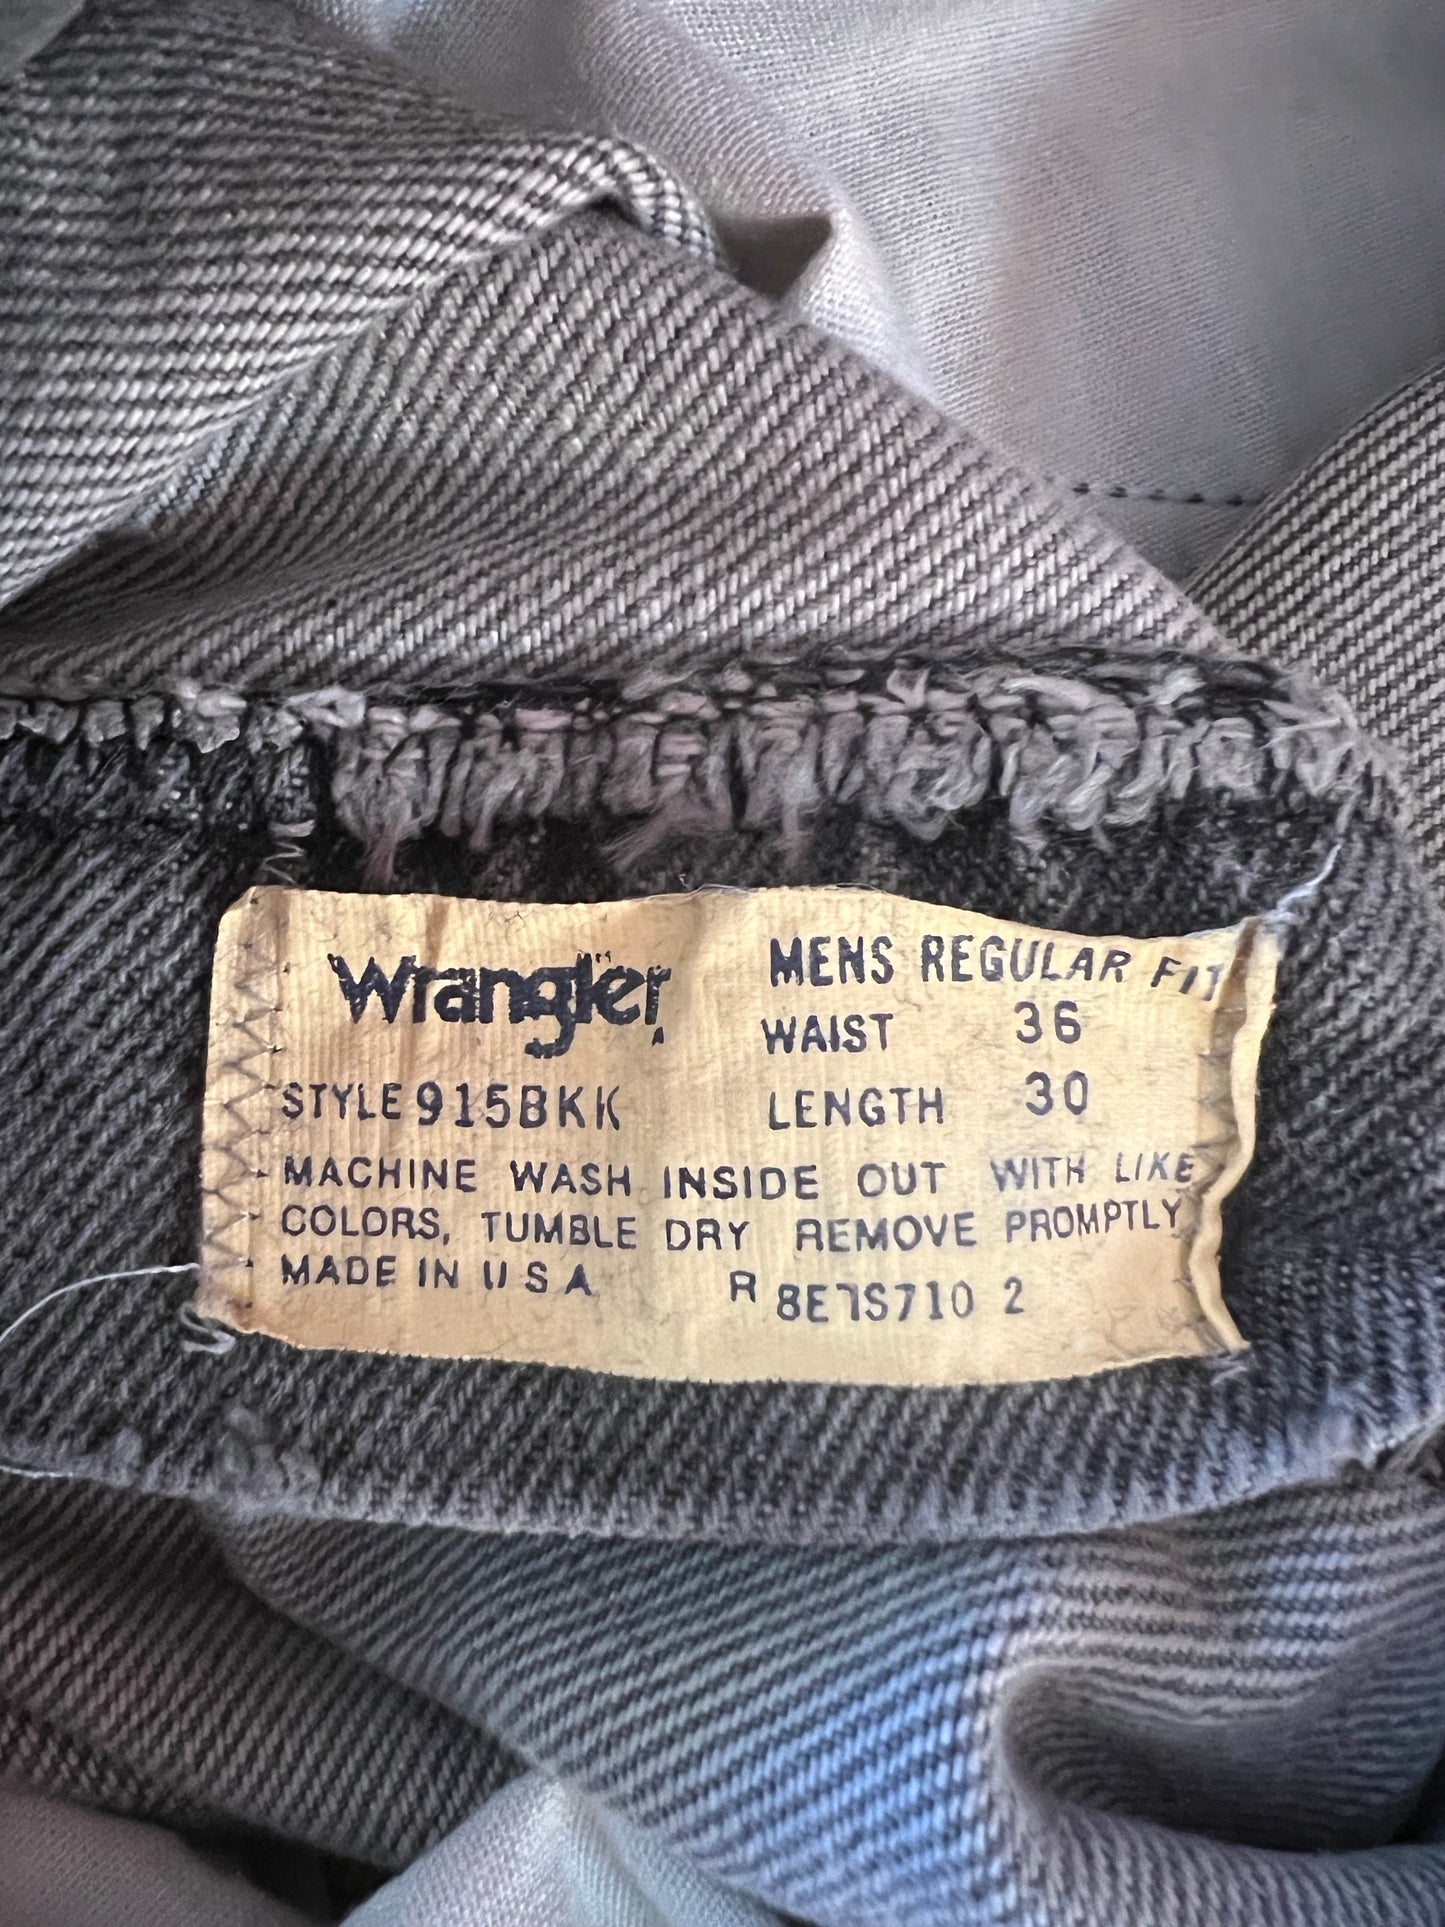 Wrangler
MENS REGULAR FIT
WAIST 36
STYLE 915BKK
LENGTH 30
MACHINE WASH INSIDE OUT WITH LIKE
COLORS, TUMBLE DRY REMOVE PROMPTLY
MADE IN U S A R 8E7S710 2